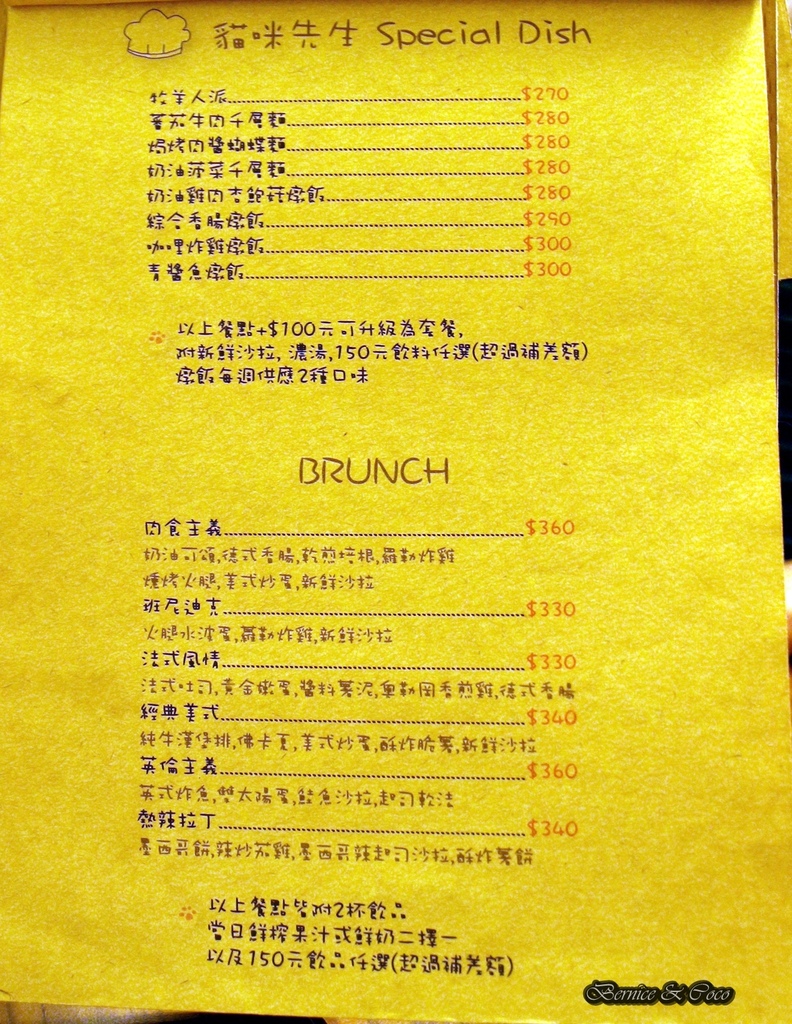 貓咪先生 Special Dish
牧羊人派 $270
蕃茄牛肉千層麵 $280
焗烤肉醬蝴蝶麵 $280
奶油菠菜千層麵 $280
奶油雞肉杏鮑菇燉飯 $280
綜合香腸燉飯 $290
咖哩炸雞燉飯 $300
青醬魚燉飯 $300
以上餐點+$100元可升級為套餐,
附新鮮沙拉, 濃湯,150元飲料任選(超過補差額)
燉飯每週供應2種口味
BRUNCH
肉食主義 $360
奶油可頌,德式香腸,乾煎培根,羅勒炸雞
燻烤火腿,美式炒蛋,新鮮沙拉
班尼迪克 $330
火腿水波蛋,羅勒炸雞,新鮮沙拉
法式風情 $330
法式吐司,黃金嫩蛋,醬料薯泥,奧勒岡香煎雞,德式香腸
經典美式 $340
純牛漢堡排,佛卡夏,美式炒蛋,酥炸脆薯,新鮮沙拉
英倫主義 $360
英式炸魚,雙太陽蛋,鮭魚沙拉,起司軟法
熱辣拉丁 $340
墨西哥餅,辣炒茄雞,墨西哥辣起司沙拉,酥炸薯餅
以上餐點皆附2杯飲品
當日鮮榨果汁或鮮奶二擇一
以及150元飲品任選(超過補差額)
Bernice & Coco